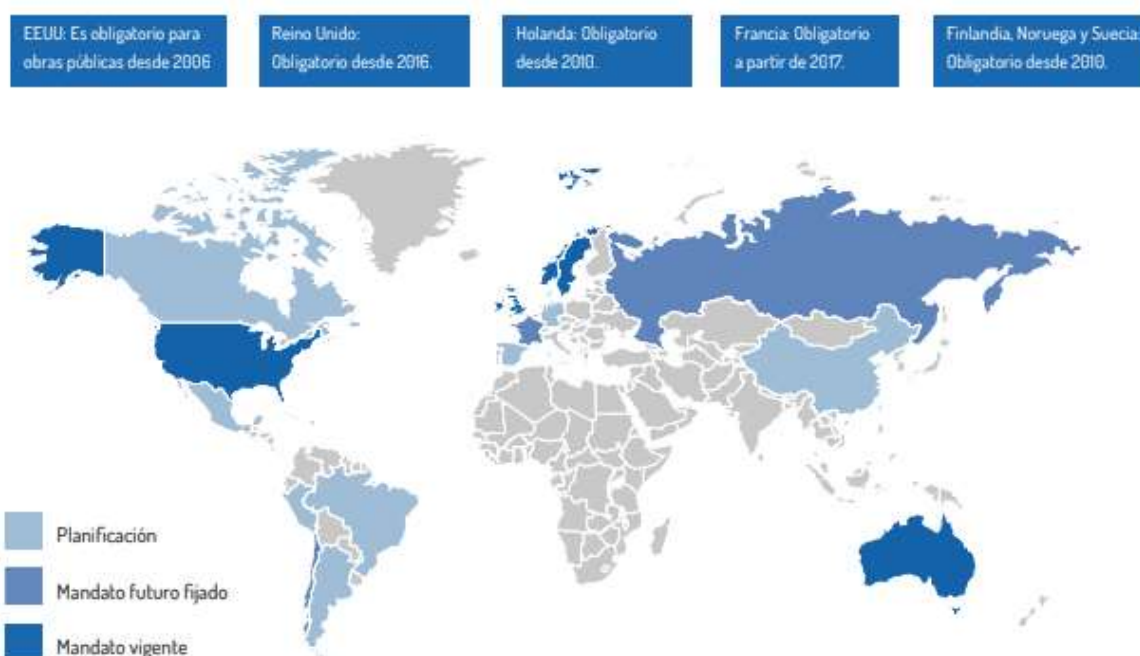 EEUU: Es obligatorio para
obras públicas desde 2006
Reino Unido:
Obligatorio desde 2016.
Holanda: Obligatorio
desde 2010.
Francia: Obligatorio
a partir de 2017.
Finlandia, Noruega y Suecia:
Obligatorio desde 2010.
Planificación
Mandato futuro fijado
Mandato vigente